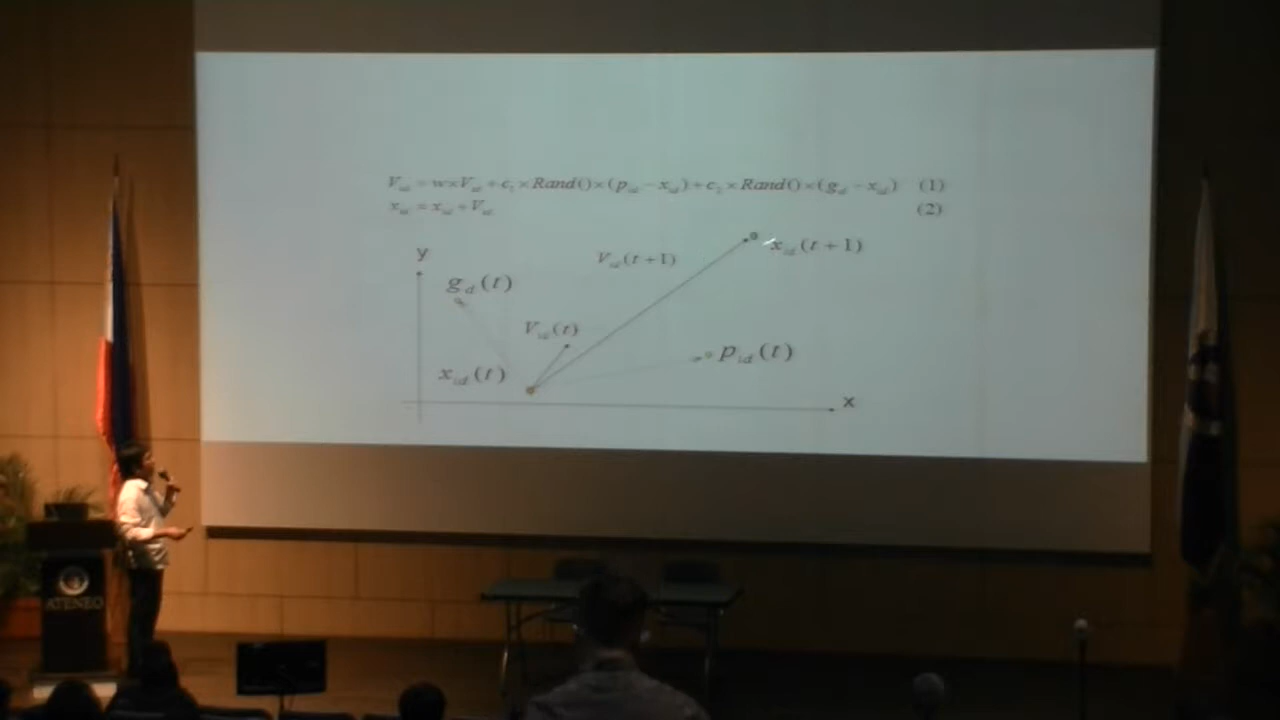 V_id = w×V_id + c_1×Rand()×(p_id − x_id) + c_2×Rand()×(g_d − x_id) (1)
x_id = x_id + V_id (2)
y
V_id(t+1)
x_id(t+1)
g_d(t)
V_id(t)
p_id(t)
x_id(t)
x
ATENEO